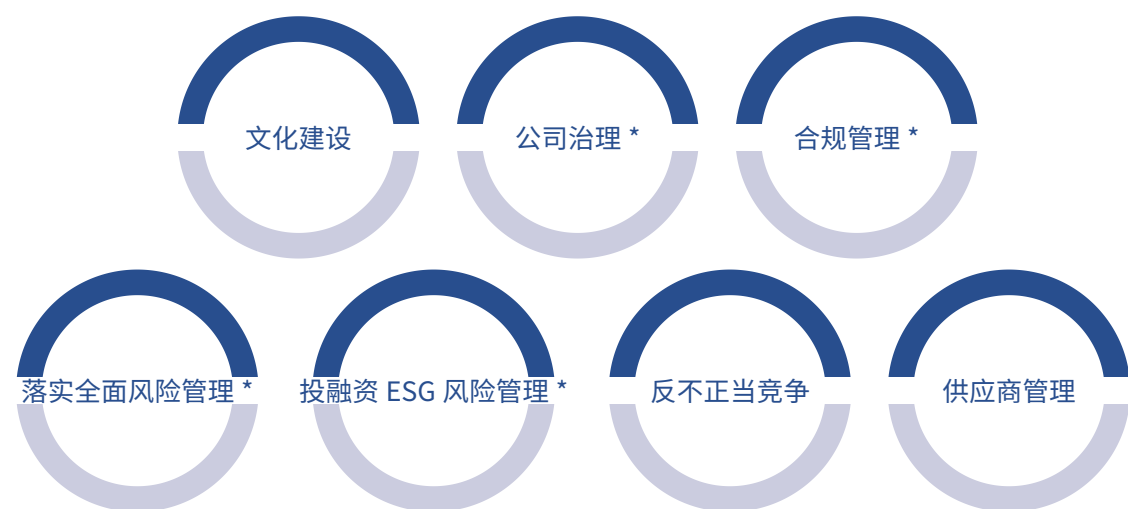 文化建设
公司治理 *
合规管理 *
落实全面风险管理 *
投融资 ESG 风险管理 *
反不正当竞争
供应商管理